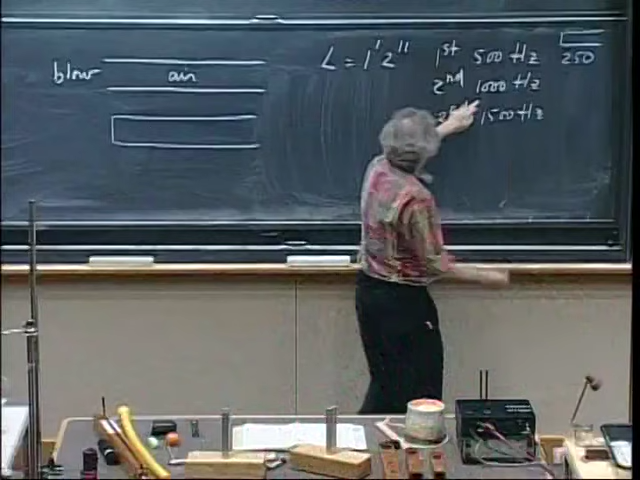 blow air
L = 1' 2" 1st 500 Hz 250
2nd 1000 Hz
1500 Hz